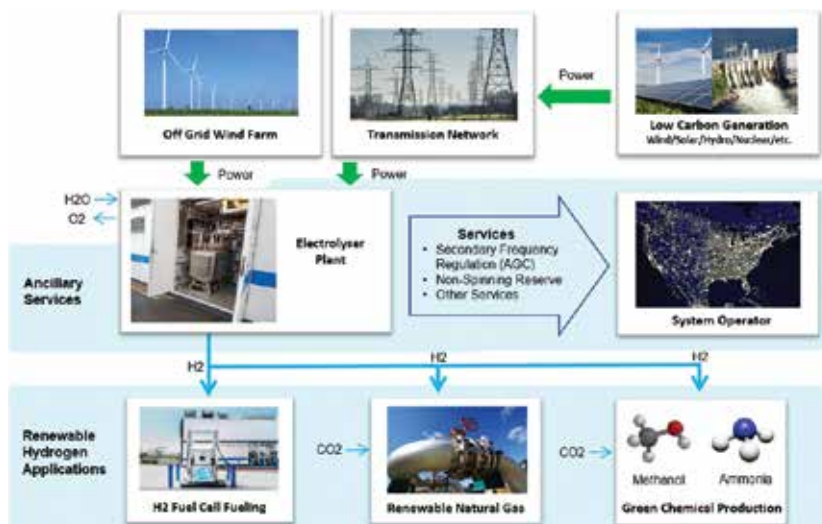 Off Grid Wind Farm
Transmission Network
Power
Low Carbon Generation
Wind/Solar/Hydro/Nuclear/etc.
Power
Power
H2O
O2
Electrolyser
Plant
Services
• Secondary Frequency
Regulation (AGC)
• Non-Spinning Reserve
• Other Services
Ancillary
Services
System Operator
H2
H2
H2
Renewable
Hydrogen
Applications
CO2
CO2
Methanol
Ammonia
H2 Fuel Cell Fueling
Renewable Natural Gas
Green Chemical Production